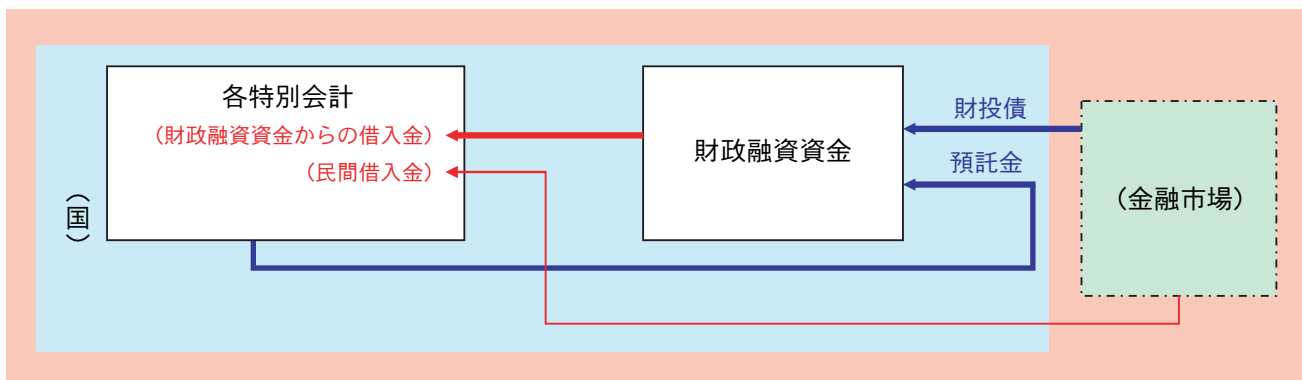 各特別会計
（財政融資資金からの借入金）
（民間借入金）
（国）
財政融資資金
財投債
預託金
（金融市場）